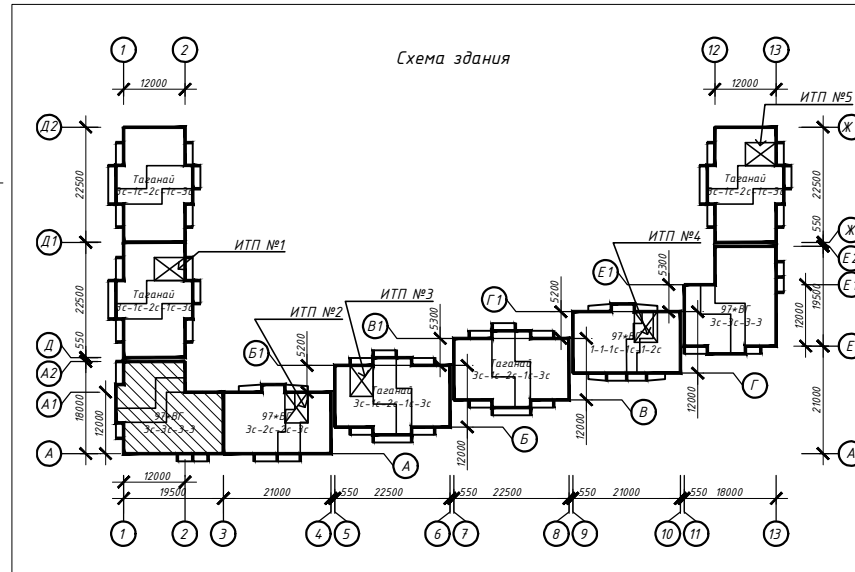 Схема здания
1
2
12
13
12000
12000
ИТП №5
Д2
Ж
22500
Таганай
3с-1с-2с-1с-3с
Таганай
3с-1с-2с-1с-3с
22500
Д1
ИТП №1
ИТП №4
550
Ж
Е2
Е1
5300
Е1
22500
Таганай
3с-1с-2с-1с-3с
ИТП №3
Г1
5200
19500
12000
ИТП №2
В1
5300
97*ВГ
1-1-1с-1с-1-2с
97*ВГ
3с-3с-3-3
Д
550
А2
Б1
5200
Таганай
3с-1с-2с-1с-3с
Е
Г
А1
18000
12000
97*ВГ
3с-3с-3-3
97*ВГ
3с-2с-2с-3с
Таганай
3с-1с-2с-1с-3с
В
12000
21000
Б
12000
12000
А
А
А
12000
19500
21000
550
22500
550
22500
550
21000
550
18000
1
2
3
4
5
6
7
8
9
10
11
13